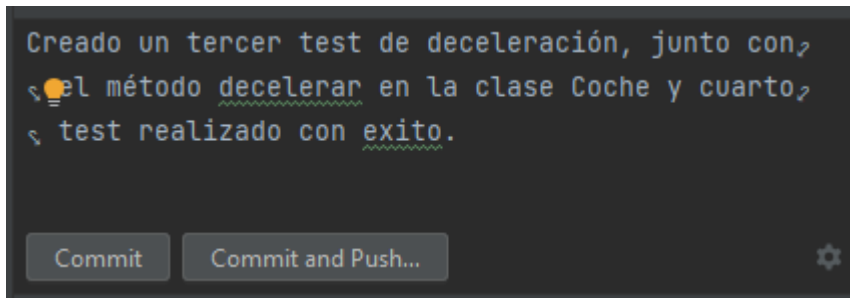 Creado un tercer test de deceleración, junto con
el método decelerar en la clase Coche y cuarto
test realizado con exito.
Commit
Commit and Push...